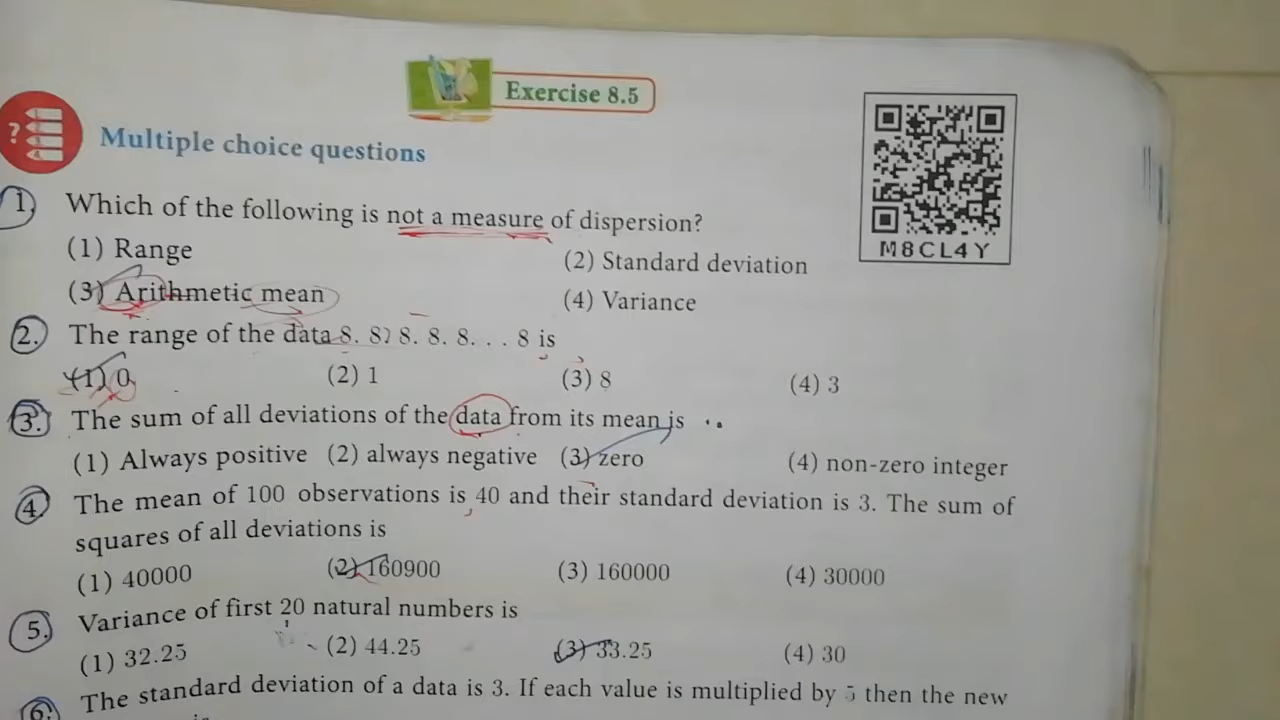 Exercise 8.5
? Multiple choice questions
M8CL4Y
1. Which of the following is not a measure of dispersion?
(1) Range (2) Standard deviation
(3) Arithmetic mean (4) Variance
2. The range of the data 8. 8) 8. 8. 8. . . 8 is
(1) 0 (2) 1 (3) 8 (4) 3
3. The sum of all deviations of the data from its mean is
(1) Always positive (2) always negative (3) zero (4) non-zero integer
4. The mean of 100 observations is 40 and their standard deviation is 3. The sum of
squares of all deviations is
(1) 40000 (2) 160900 (3) 160000 (4) 30000
5. Variance of first 20 natural numbers is
(1) 32.25 (2) 44.25 (3) 33.25 (4) 30
6. The standard deviation of a data is 3. If each value is multiplied by 5 then the new
is